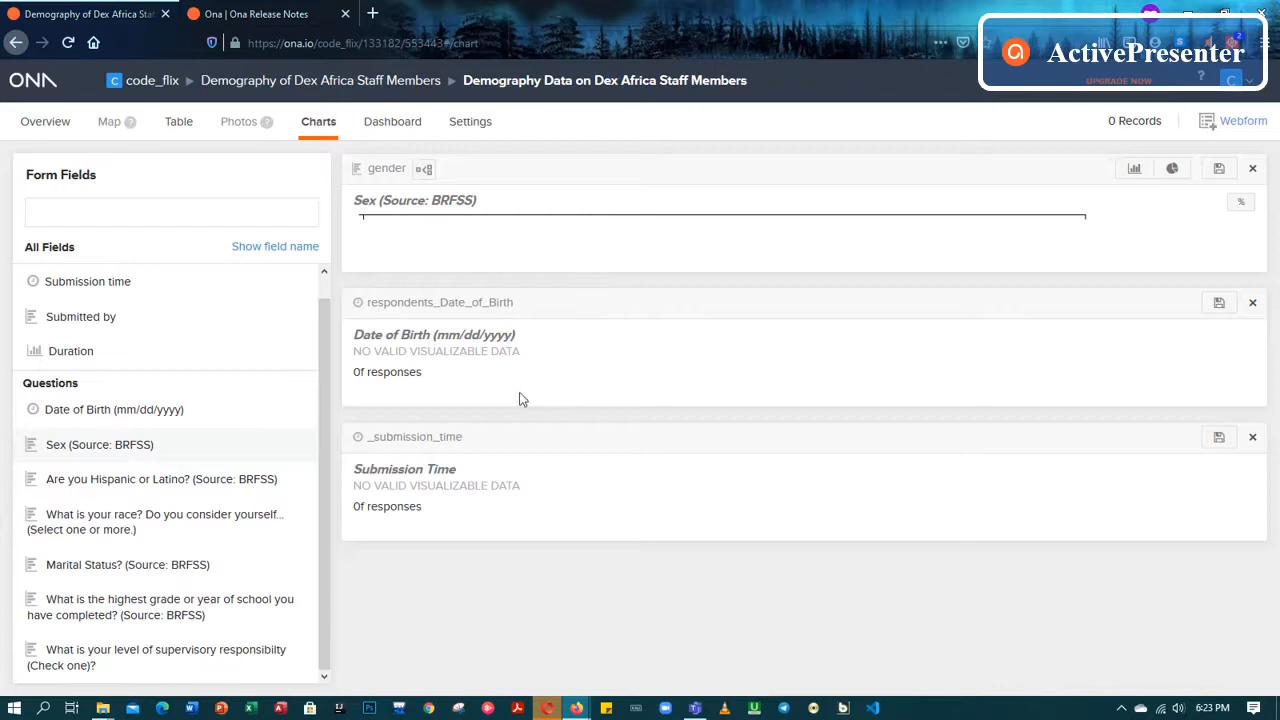 Demography of Dex Africa Staf
Ona | Ona Release Notes
https://ona.io/code_flix/133182/553443#/chart
ActivePresenter
2
ONA
C code_flix
Demography of Dex Africa Staff Members
Demography Data on Dex Africa Staff Members
UPGRADE NOW
?
C
Overview
Map ?
Table
Photos ?
Charts
Dashboard
Settings
0 Records
Webform
Form Fields
All Fields
Show field name
Submission time
Submitted by
Duration
Questions
Date of Birth (mm/dd/yyyy)
Sex (Source: BRFSS)
Are you Hispanic or Latino? (Source: BRFSS)
What is your race? Do you consider yourself...
(Select one or more.)
Marital Status? (Source: BRFSS)
What is the highest grade or year of school you
have completed? (Source: BRFSS)
What is your level of supervisory responsibilty
(Check one)?
gender
Sex (Source: BRFSS)
%
respondents_Date_of_Birth
Date of Birth (mm/dd/yyyy)
NO VALID VISUALIZABLE DATA
0f responses
_submission_time
Submission Time
NO VALID VISUALIZABLE DATA
0f responses
6:23 PM